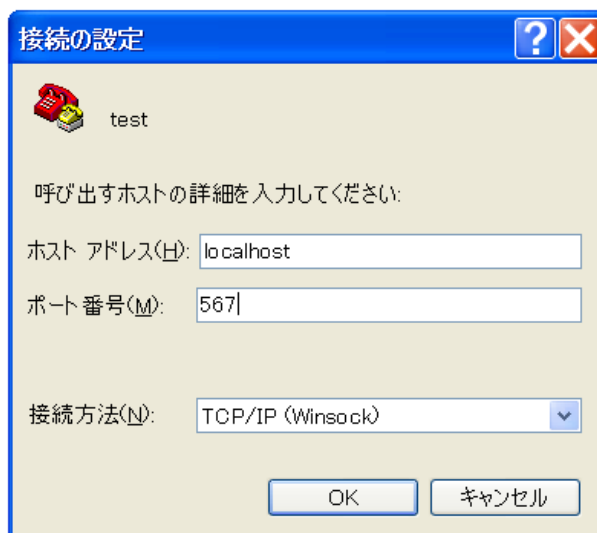 接続の設定
test
呼び出すホストの詳細を入力してください:
ホスト アドレス(H): localhost
ポート番号(M): 567
接続方法(N): TCP/IP (Winsock)
OK キャンセル